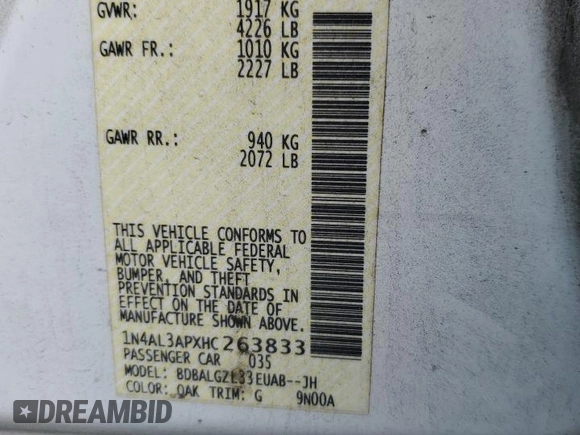 GVWR: 1917 KG
4226 LB
GAWR FR.: 1010 KG
2227 LB
GAWR RR.: 940 KG
2072 LB
THIS VEHICLE CONFORMS TO
ALL APPLICABLE FEDERAL
MOTOR VEHICLE SAFETY,
BUMPER, AND THEFT
PREVENTION STANDARDS IN
EFFECT ON THE DATE OF
MANUFACTURE SHOWN ABOVE.
1N4AL3APXHC263833
PASSENGER CAR 035
MODEL: BDBALGZL33EUAB--JH
COLOR: QAK TRIM: G 9N00A
DREAMBID